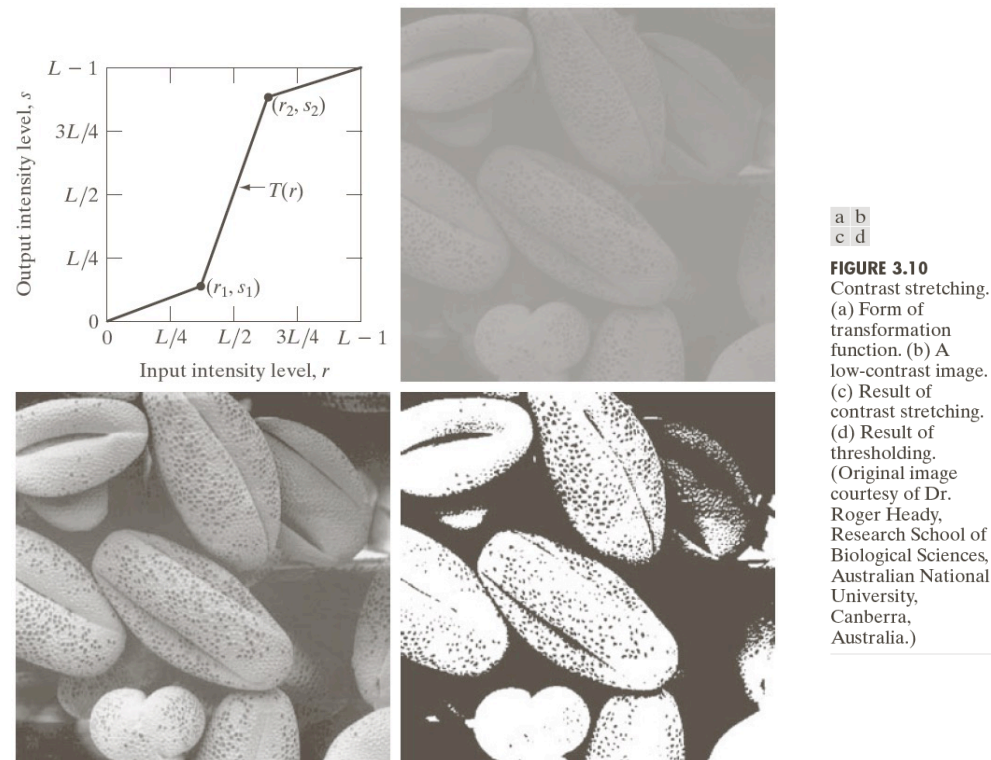 L − 1
3L/4
L/2
L/4
0
Output intensity level, s
(r₂, s₂)
T(r)
(r₁, s₁)
0 L/4 L/2 3L/4 L − 1
Input intensity level, r
a b
c d
FIGURE 3.10
Contrast stretching.
(a) Form of
transformation
function. (b) A
low-contrast image.
(c) Result of
contrast stretching.
(d) Result of
thresholding.
(Original image
courtesy of Dr.
Roger Heady,
Research School of
Biological Sciences,
Australian National
University,
Canberra,
Australia.)